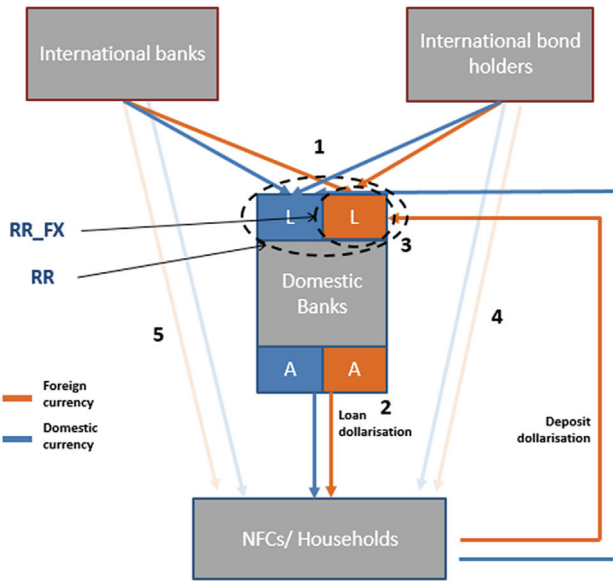 International banks
International bond
holders
1
L
L
RR_FX
3
RR
Domestic
Banks
5
4
A
A
2
Foreign
currency
Domestic
currency
Loan
dollarisation
Deposit
dollarisation
NFCs/ Households